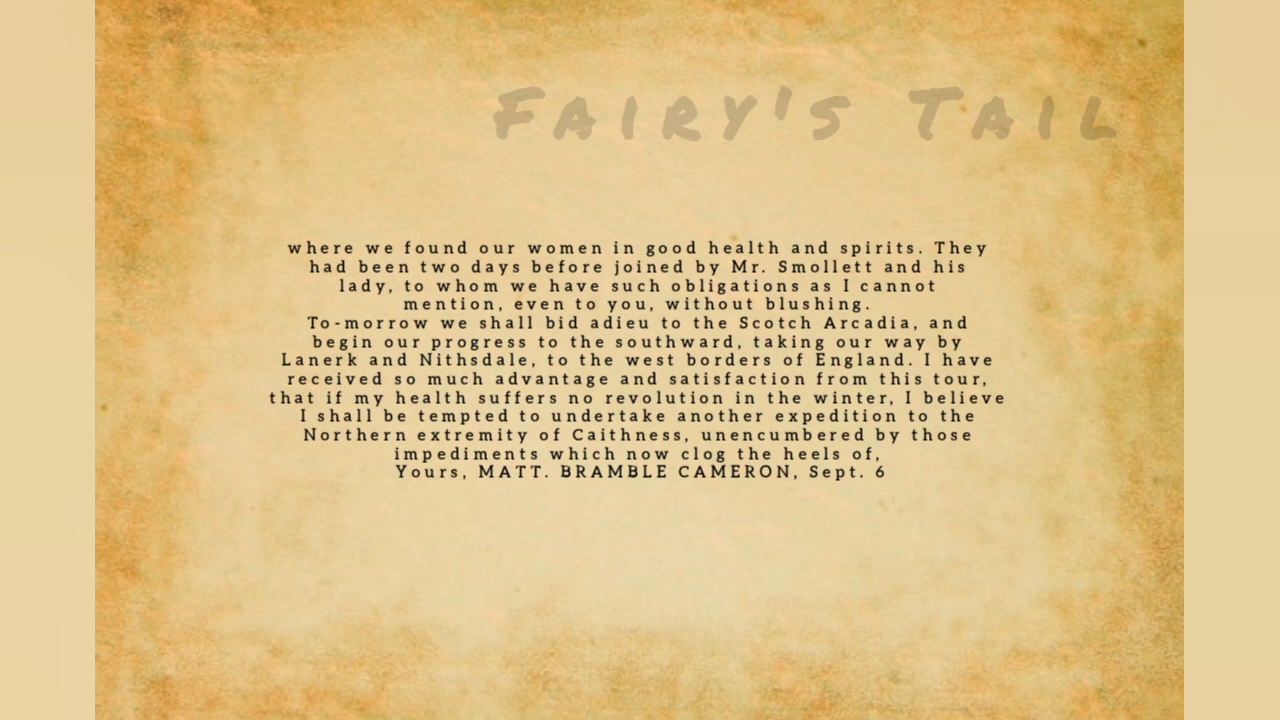 Fairy's Tail
where we found our women in good health and spirits. They
had been two days before joined by Mr. Smollett and his
lady, to whom we have such obligations as I cannot
mention, even to you, without blushing.
To-morrow we shall bid adieu to the Scotch Arcadia, and
begin our progress to the southward, taking our way by
Lanerk and Nithsdale, to the west borders of England. I have
received so much advantage and satisfaction from this tour,
that if my health suffers no revolution in the winter, I believe
I shall be tempted to undertake another expedition to the
Northern extremity of Caithness, unencumbered by those
impediments which now clog the heels of,
Yours, MATT. BRAMBLE CAMERON, Sept. 6